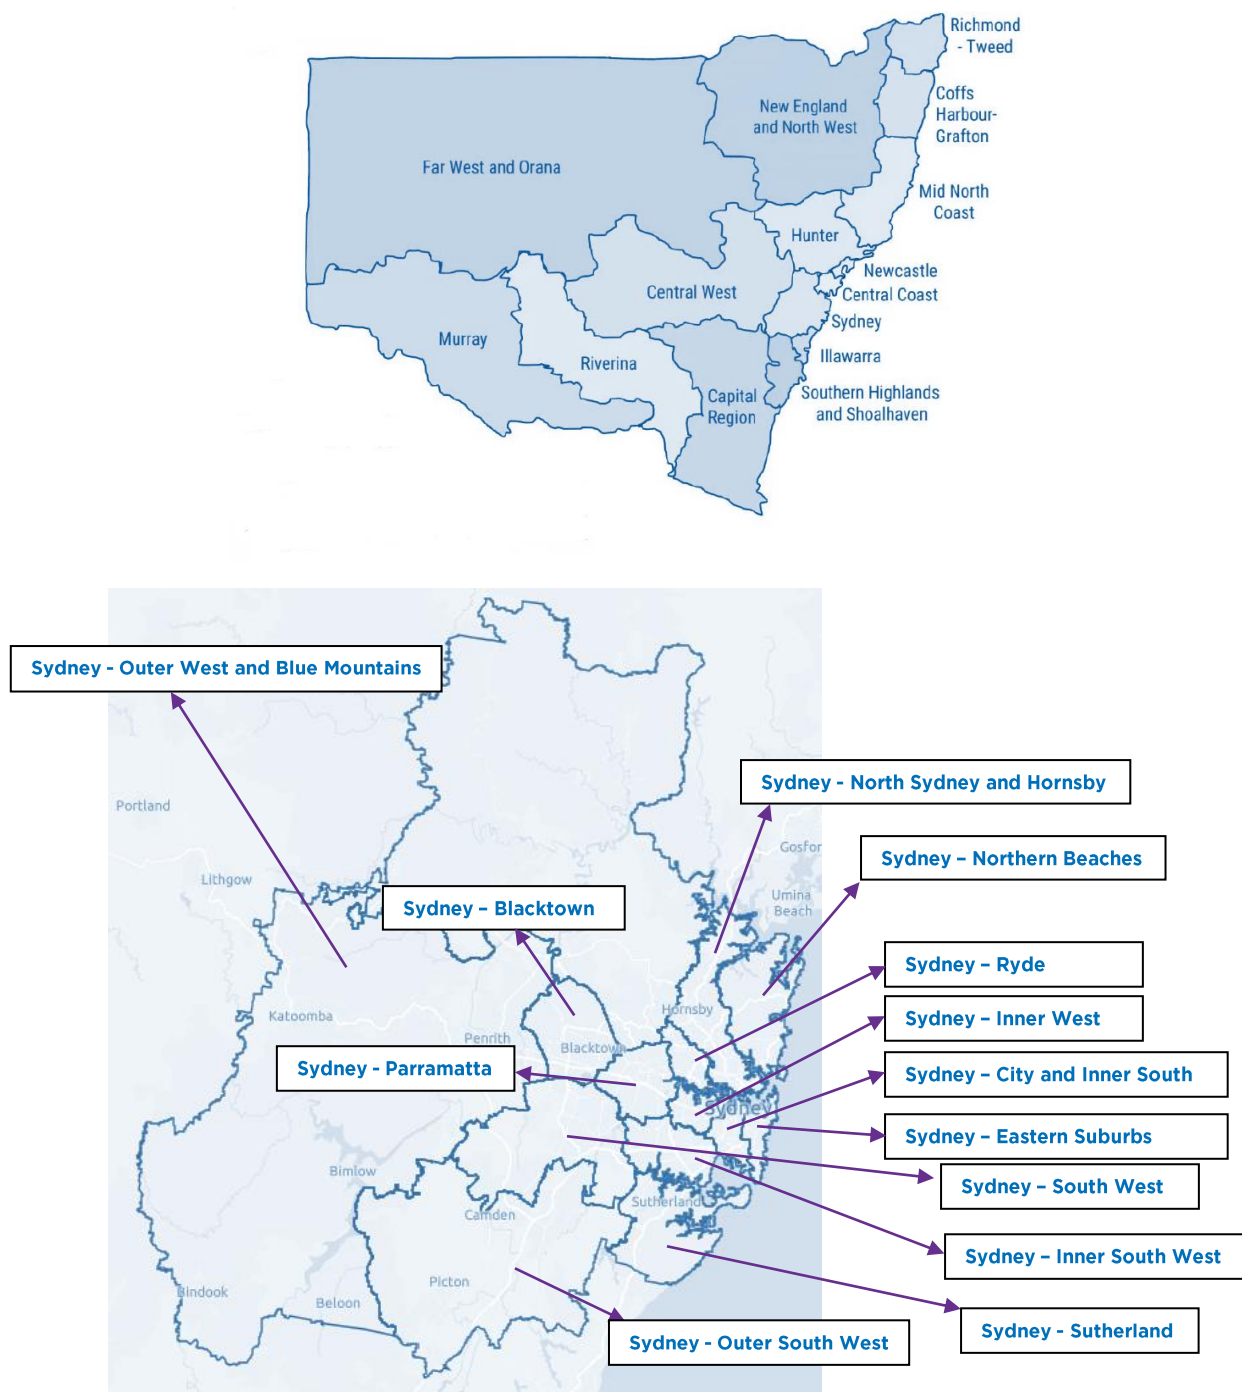 Richmond
- Tweed
New England
and North West
Coffs
Harbour-
Grafton
Far West and Orana
Mid North
Coast
Hunter
Newcastle
Central West
Central Coast
Sydney
Murray
Illawarra
Riverina
Capital
Region
Southern Highlands
and Shoalhaven
Sydney - Outer West and Blue Mountains
Sydney - North Sydney and Hornsby
Portland
Gosfor
Sydney – Northern Beaches
Lithgow
Umina
Beach
Sydney – Blacktown
Sydney – Ryde
Katoomba
Hornsby
Sydney – Inner West
Penrith
Blacktown
Sydney - Parramatta
Sydney – City and Inner South
Sydney
Sydney – Eastern Suburbs
Bimlow
Sydney – South West
Sutherland
Camden
Sydney – Inner South West
Picton
Bindook
Beloon
Sydney - Outer South West
Sydney - Sutherland